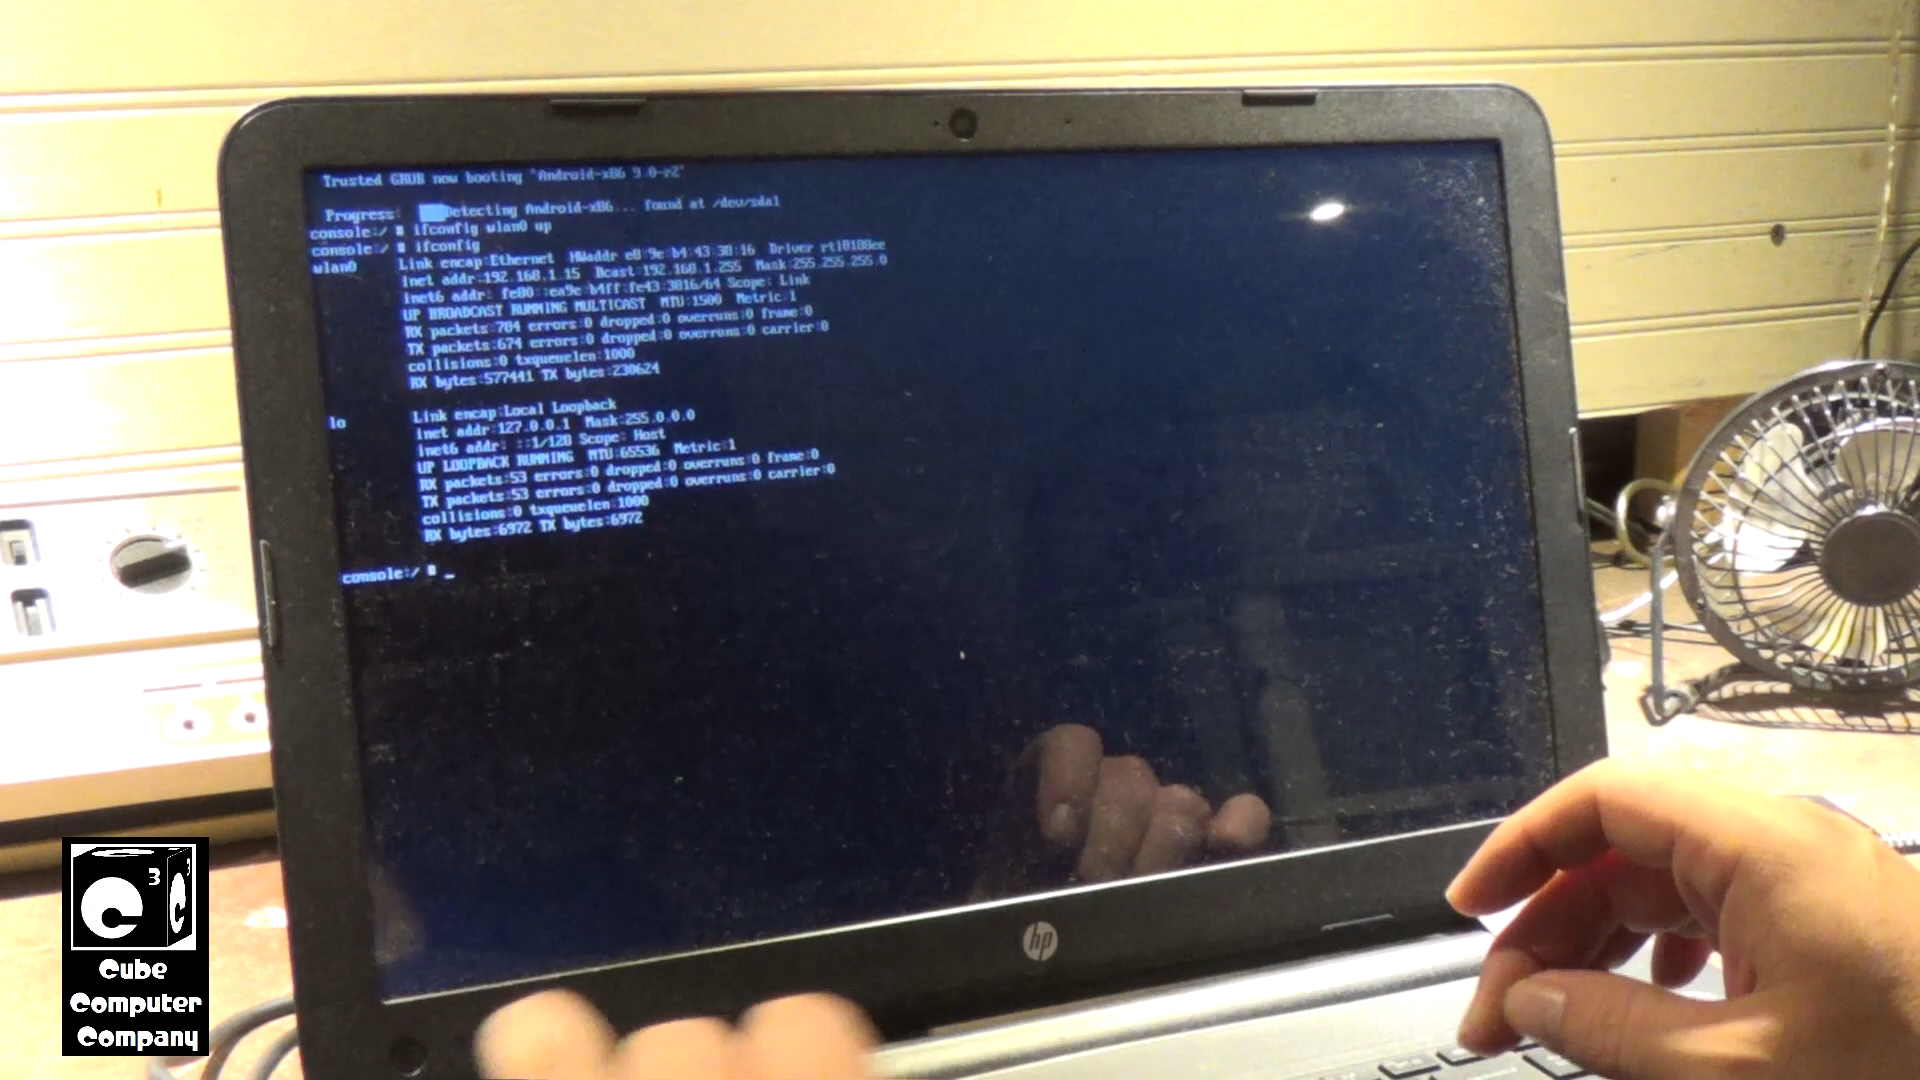 Trusted GRUB now booting "Android-x86 9.0-r2"
Progress: Detecting Android-x86... found at /dev/sda1
console:/ # ifconfig wlan0 up
console:/ # ifconfig
wlan0 Link encap:Ethernet HWaddr e8:9e:b4:43:38:16 Driver rtl8188ee
inet addr:192.168.1.15 Bcast:192.168.1.255 Mask:255.255.255.0
inet6 addr: fe80::ea9e:b4ff:fe43:3816/64 Scope: Link
UP BROADCAST RUNNING MULTICAST MTU:1500 Metric:1
RX packets:704 errors:0 dropped:0 overruns:0 frame:0
TX packets:674 errors:0 dropped:0 overruns:0 carrier:0
collisions:0 txqueuelen:1000
RX bytes:577441 TX bytes:230624
lo Link encap:Local Loopback
inet addr:127.0.0.1 Mask:255.0.0.0
inet6 addr: ::1/128 Scope: Host
UP LOOPBACK RUNNING MTU:65536 Metric:1
RX packets:53 errors:0 dropped:0 overruns:0 frame:0
TX packets:53 errors:0 dropped:0 overruns:0 carrier:0
collisions:0 txqueuelen:1000
RX bytes:6972 TX bytes:6972
console:/ # _
hp
C 3 C 3
Cube
Computer
Company